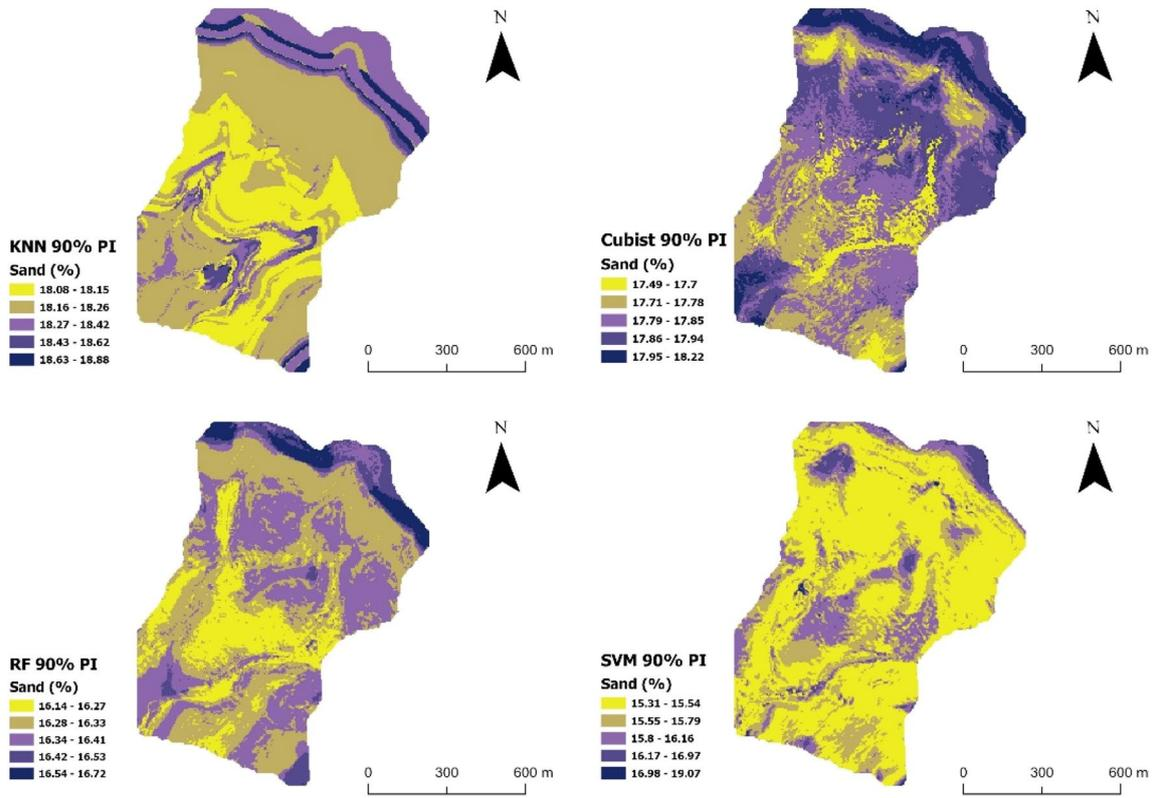 N
KNN 90% PI
Sand (%)
18.08 - 18.15
18.16 - 18.26
18.27 - 18.42
18.43 - 18.62
18.63 - 18.88
0 300 600 m
N
Cubist 90% PI
Sand (%)
17.49 - 17.7
17.71 - 17.78
17.79 - 17.85
17.86 - 17.94
17.95 - 18.22
0 300 600 m
N
RF 90% PI
Sand (%)
16.14 - 16.27
16.28 - 16.33
16.34 - 16.41
16.42 - 16.53
16.54 - 16.72
0 300 600 m
N
SVM 90% PI
Sand (%)
15.31 - 15.54
15.55 - 15.79
15.8 - 16.16
16.17 - 16.97
16.98 - 19.07
0 300 600 m